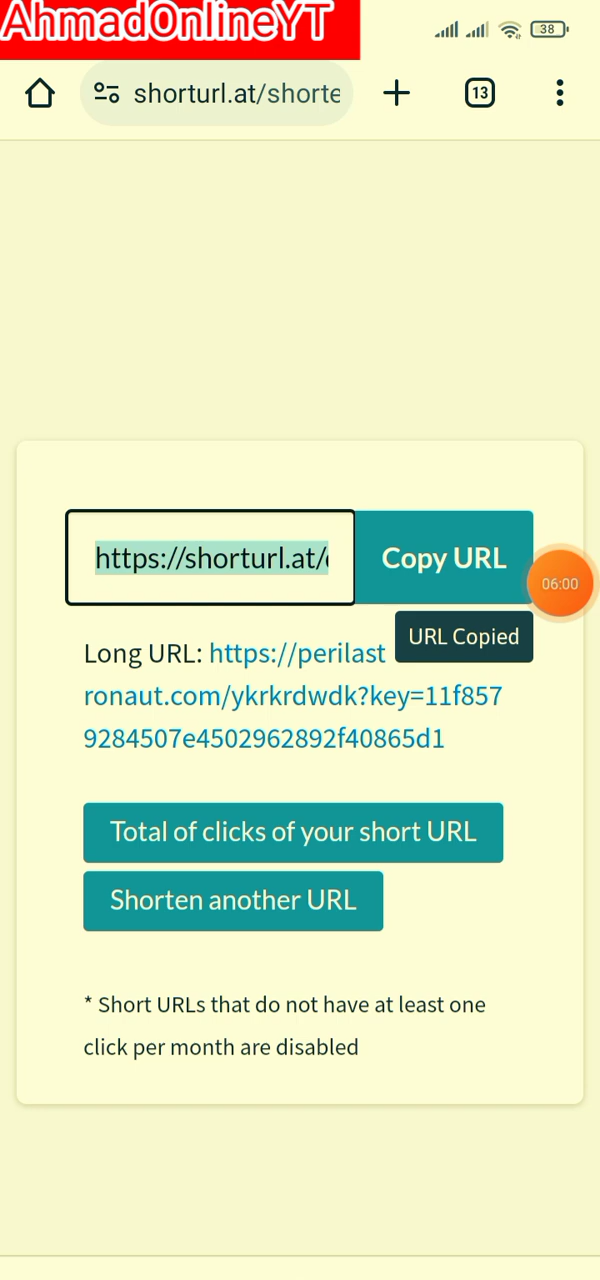 AhmadOnlineYT
38
shorturl.at/shorte
13
https://shorturl.at/
Copy URL
06:00
URL Copied
Long URL: https://perilast
ronaut.com/ykrkrdwdk?key=11f857
9284507e4502962892f40865d1
Total of clicks of your short URL
Shorten another URL
* Short URLs that do not have at least one
click per month are disabled